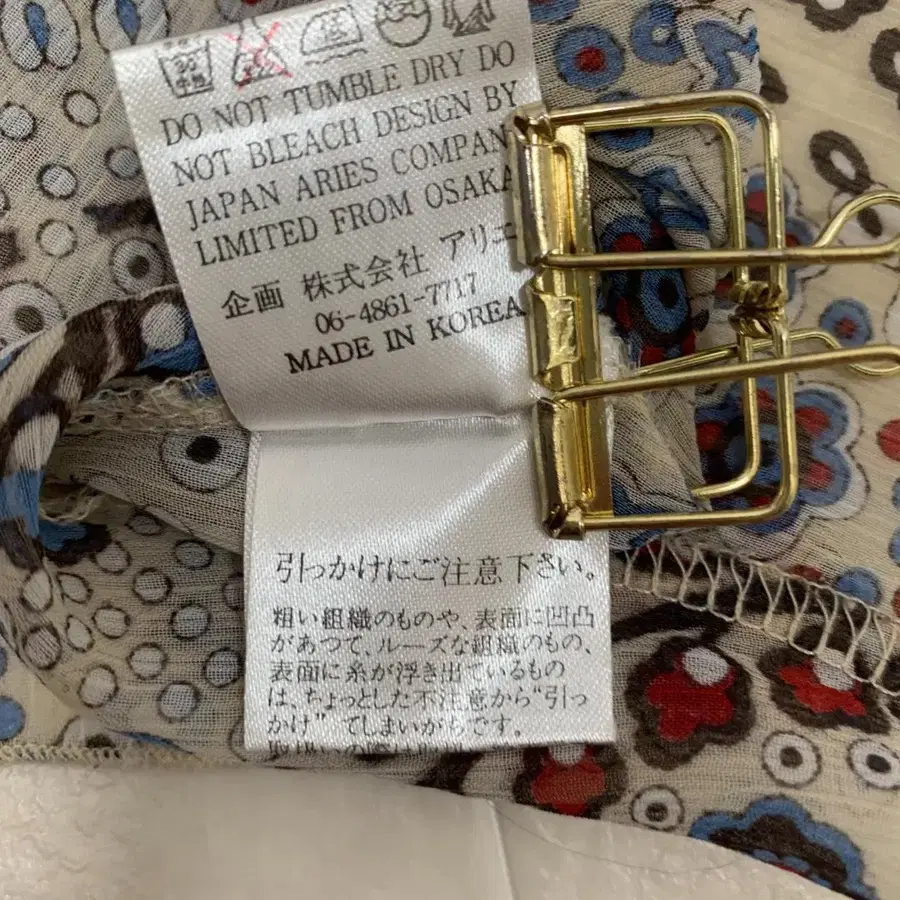 DO NOT TUMBLE DRY DO
NOT BLEACH DESIGN BY
JAPAN ARIES COMPANY
LIMITED FROM OSAKA
企画 株式会社 アリエ
06-4861-7717
MADE IN KOREA
引っかけにご注意下さい。
粗い組織のものや、表面に凹凸
があつて、ルーズな組織のもの、
表面に糸が浮き出ているもの
は、ちょっとした不注意から“引っ
かけ”てしまいがちです。